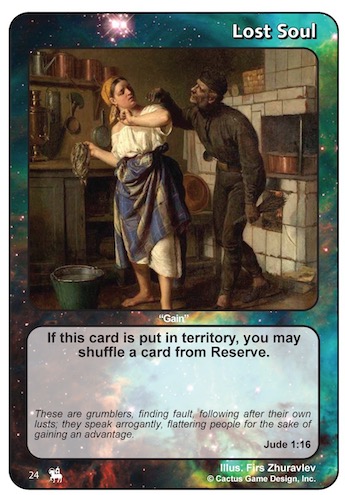 Lost Soul
"Gain"
If this card is put in territory, you may
shuffle a card from Reserve.
These are grumblers, finding fault, following after their own
lusts; they speak arrogantly, flattering people for the sake of
gaining an advantage.
Jude 1:16
Illus. Firs Zhuravlev
24
© Cactus Game Design, Inc.